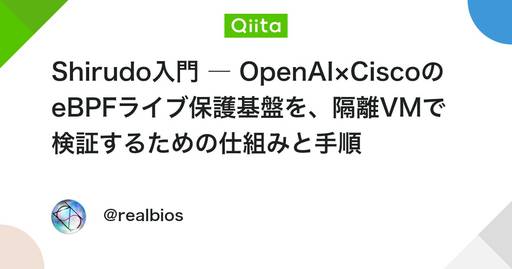 Qiita
Shirudo入門 — OpenAI×Ciscoの
eBPFライブ保護基盤を、隔離VMで
検証するための仕組みと手順
@realbios